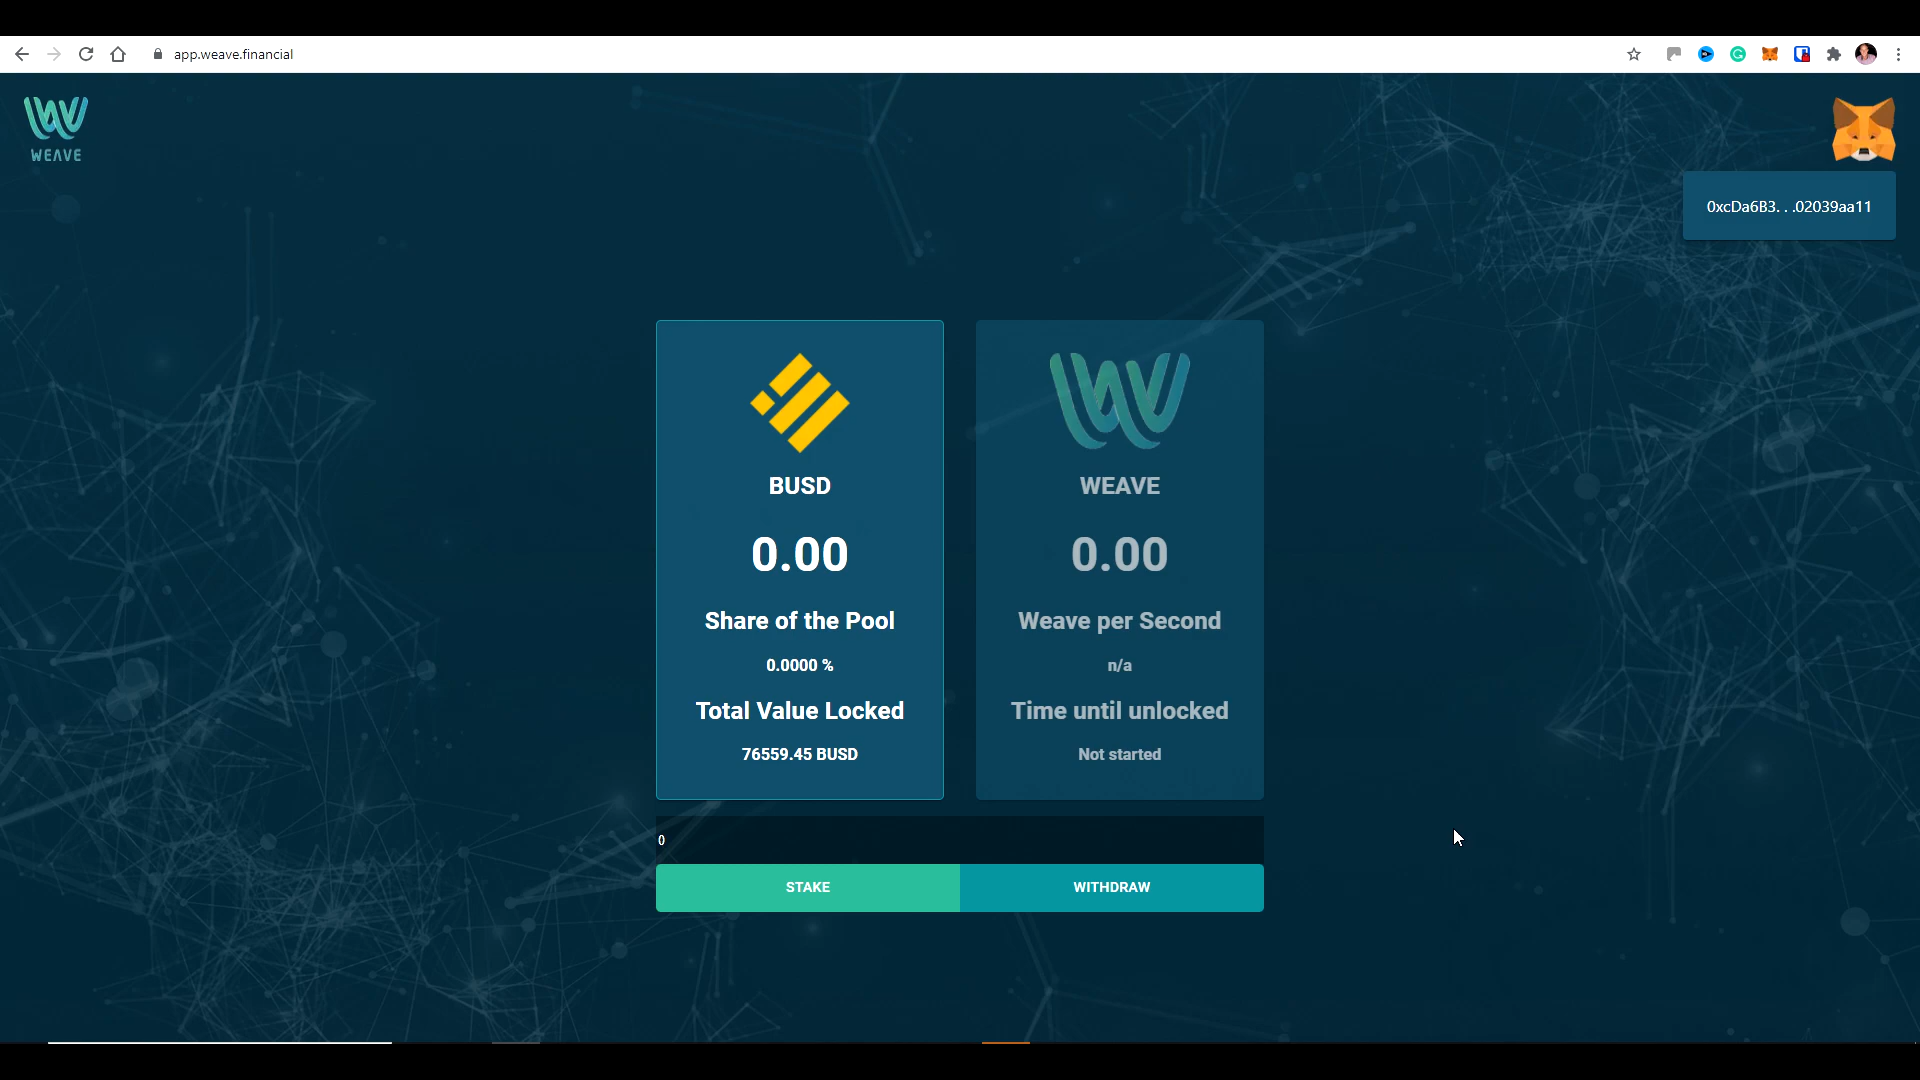 app.weave.financial
WEAVE
0xcDa6B3. . .02039aa11
BUSD
0.00
Share of the Pool
0.0000 %
Total Value Locked
76559.45 BUSD
WEAVE
0.00
Weave per Second
n/a
Time until unlocked
Not started
0
STAKE
WITHDRAW